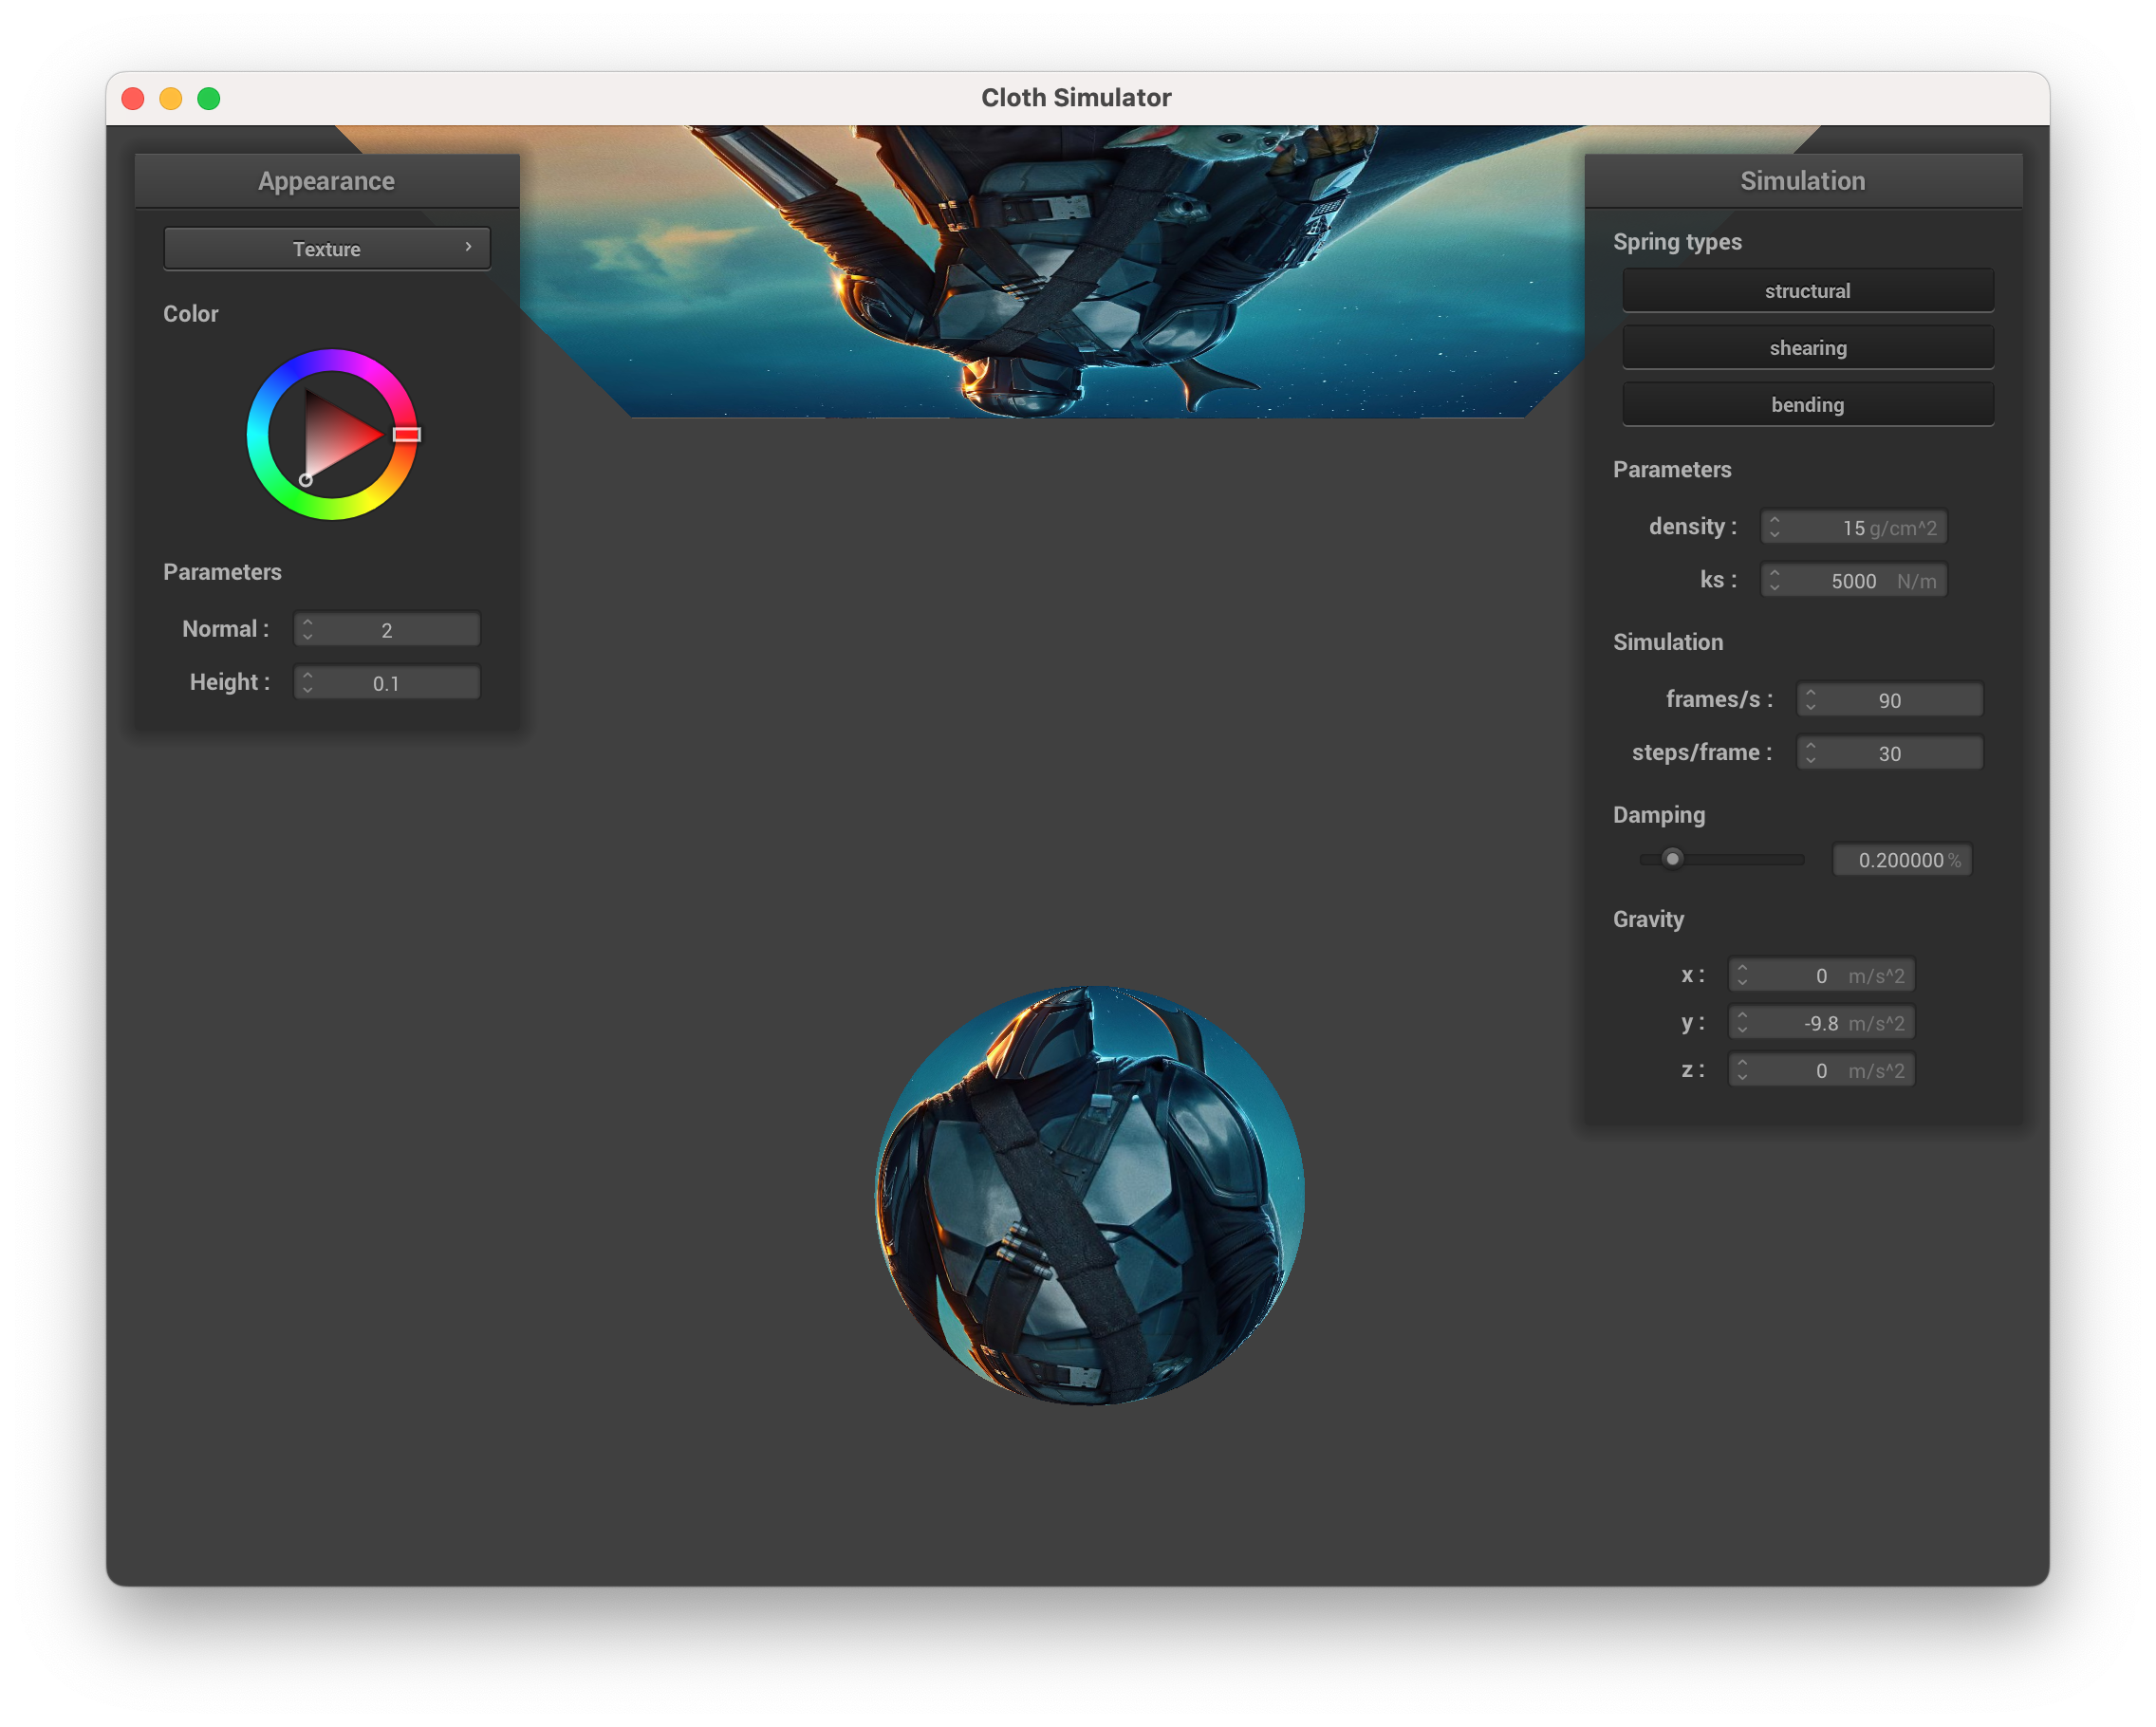 Cloth Simulator
Appearance
Texture
Color
Parameters
Normal : 2
Height : 0.1
Simulation
Spring types
structural
shearing
bending
Parameters
density : 15 g/cm^2
ks : 5000 N/m
Simulation
frames/s : 90
steps/frame : 30
Damping
0.200000 %
Gravity
x : 0 m/s^2
y : -9.8 m/s^2
z : 0 m/s^2